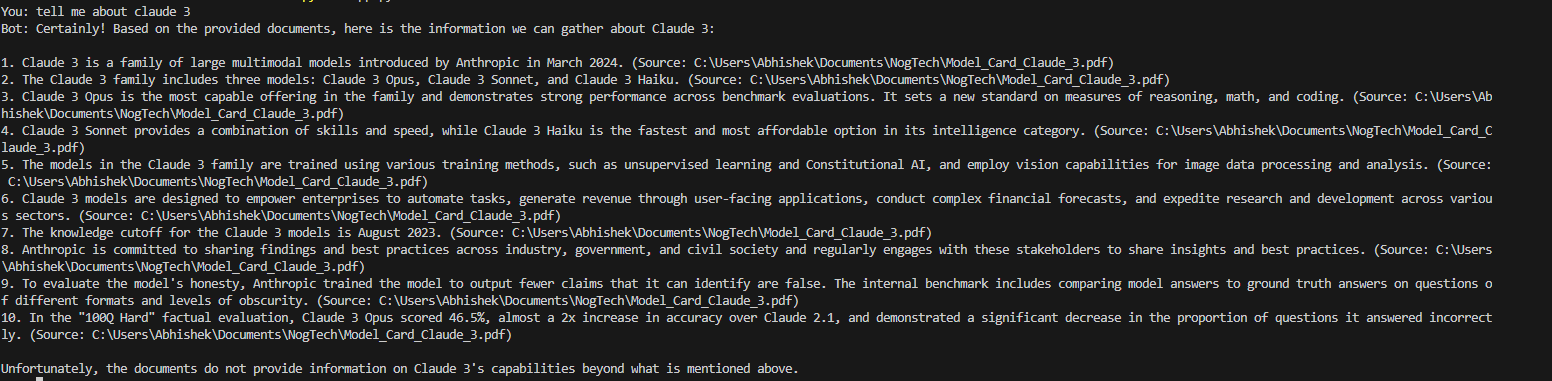 You: tell me about claude 3
Bot: Certainly! Based on the provided documents, here is the information we can gather about Claude 3:
1. Claude 3 is a family of large multimodal models introduced by Anthropic in March 2024. (Source: C:\Users\Abhishek\Documents\NogTech\Model_Card_Claude_3.pdf)
2. The Claude 3 family includes three models: Claude 3 Opus, Claude 3 Sonnet, and Claude 3 Haiku. (Source: C:\Users\Abhishek\Documents\NogTech\Model_Card_Claude_3.pdf)
3. Claude 3 Opus is the most capable offering in the family and demonstrates strong performance across benchmark evaluations. It sets a new standard on measures of reasoning, math, and coding. (Source: C:\Users\Ab
hishek\Documents\NogTech\Model_Card_Claude_3.pdf)
4. Claude 3 Sonnet provides a combination of skills and speed, while Claude 3 Haiku is the fastest and most affordable option in its intelligence category. (Source: C:\Users\Abhishek\Documents\NogTech\Model_Card_C
laude_3.pdf)
5. The models in the Claude 3 family are trained using various training methods, such as unsupervised learning and Constitutional AI, and employ vision capabilities for image data processing and analysis. (Source:
C:\Users\Abhishek\Documents\NogTech\Model_Card_Claude_3.pdf)
6. Claude 3 models are designed to empower enterprises to automate tasks, generate revenue through user-facing applications, conduct complex financial forecasts, and expedite research and development across variou
s sectors. (Source: C:\Users\Abhishek\Documents\NogTech\Model_Card_Claude_3.pdf)
7. The knowledge cutoff for the Claude 3 models is August 2023. (Source: C:\Users\Abhishek\Documents\NogTech\Model_Card_Claude_3.pdf)
8. Anthropic is committed to sharing findings and best practices across industry, government, and civil society and regularly engages with these stakeholders to share insights and best practices. (Source: C:\Users
\Abhishek\Documents\NogTech\Model_Card_Claude_3.pdf)
9. To evaluate the model's honesty, Anthropic trained the model to output fewer claims that it can identify are false. The internal benchmark includes comparing model answers to ground truth answers on questions o
f different formats and levels of obscurity. (Source: C:\Users\Abhishek\Documents\NogTech\Model_Card_Claude_3.pdf)
10. In the "100Q Hard" factual evaluation, Claude 3 Opus scored 46.5%, almost a 2x increase in accuracy over Claude 2.1, and demonstrated a significant decrease in the proportion of questions it answered incorrect
ly. (Source: C:\Users\Abhishek\Documents\NogTech\Model_Card_Claude_3.pdf)
Unfortunately, the documents do not provide information on Claude 3's capabilities beyond what is mentioned above.